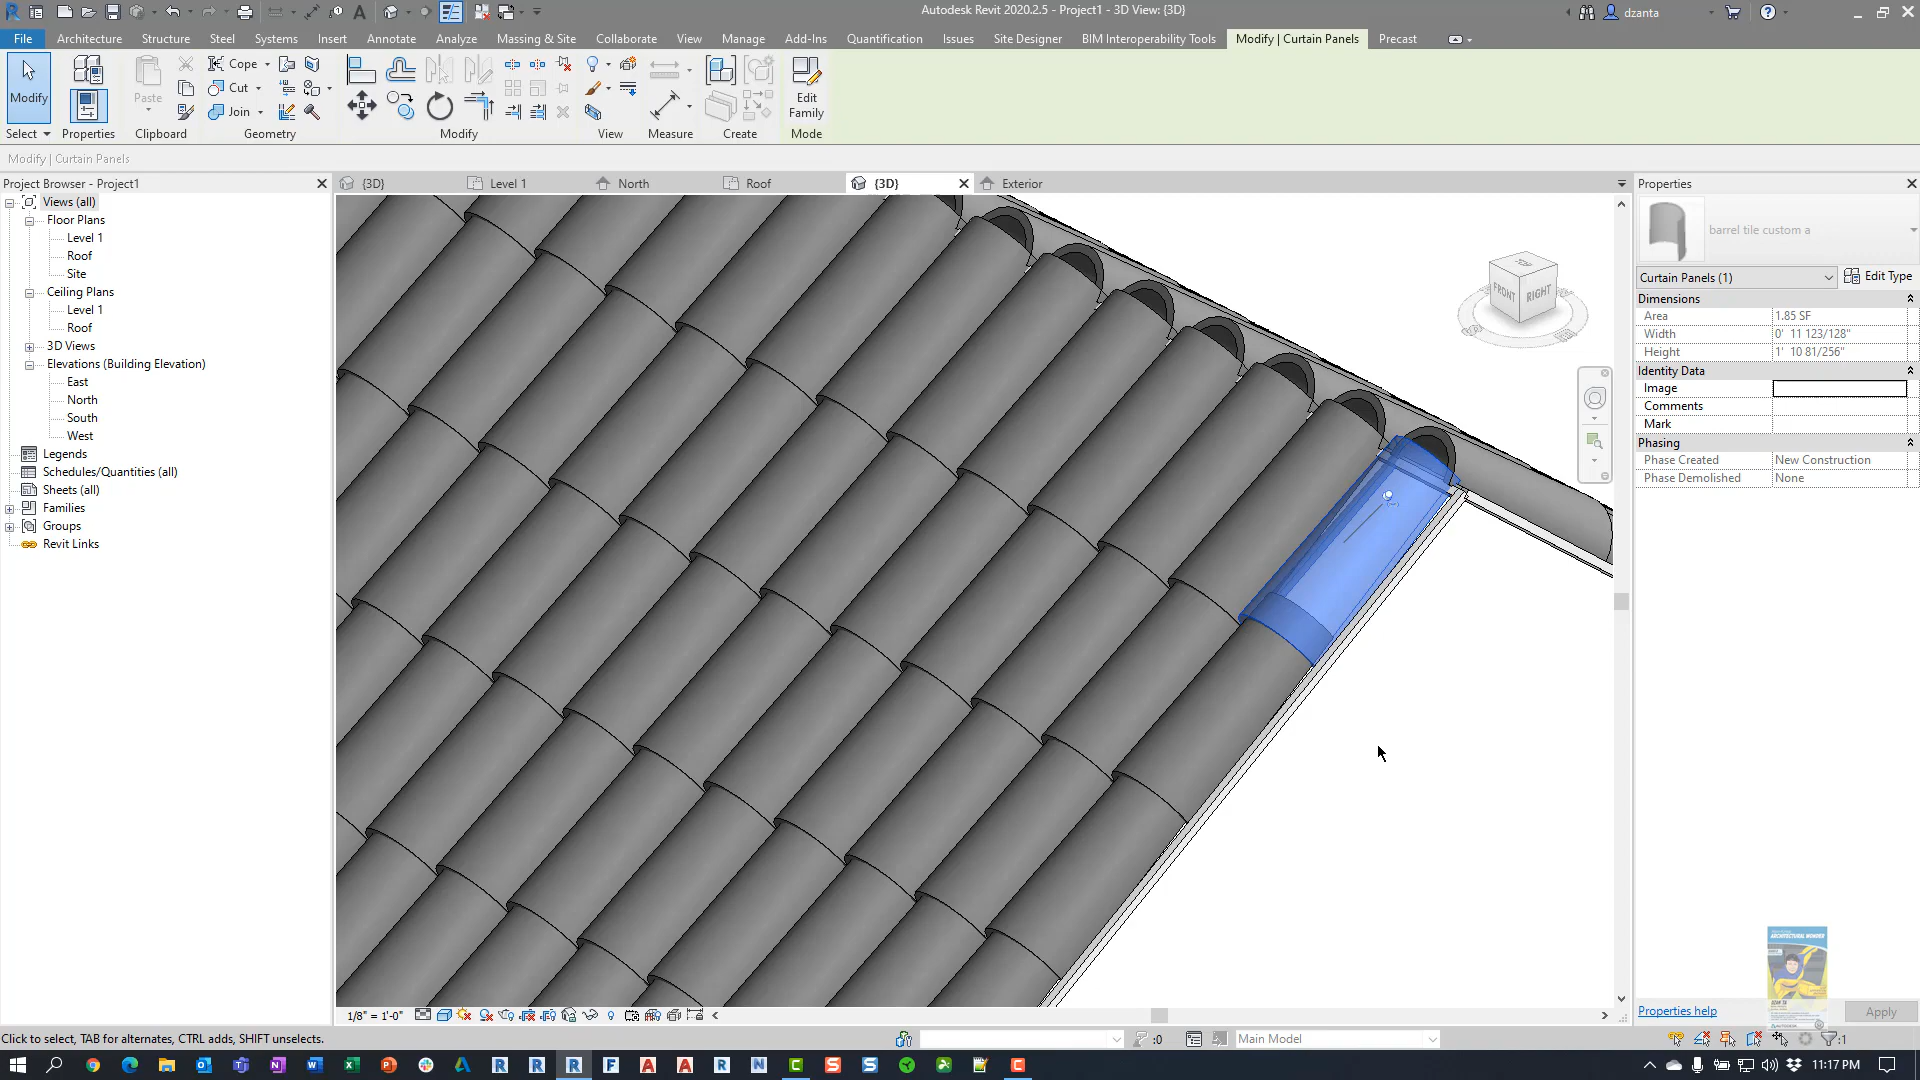 Autodesk Revit 2020.2.5 - Project1 - 3D View: {3D}
dzanta
File Architecture Structure Steel Systems Insert Annotate Analyze Massing & Site Collaborate View Manage Add-Ins Quantification Issues Site Designer BIM Interoperability Tools Modify | Curtain Panels Precast
Modify
Paste
Cope
Cut
Join
Edit
Family
Select Properties Clipboard Geometry Modify View Measure Create Mode
Modify | Curtain Panels
Project Browser - Project1
{3D} Level 1 North Roof {3D} Exterior
Properties
Views (all)
Floor Plans
Level 1
Roof
Site
Ceiling Plans
Level 1
Roof
3D Views
Elevations (Building Elevation)
East
North
South
West
Legends
Schedules/Quantities (all)
Sheets (all)
Families
Groups
Revit Links
TOP
FRONT
RIGHT
barrel tile custom a
Curtain Panels (1)
Edit Type
Dimensions
Area 1.85 SF
Width 0' 11 123/128"
Height 1' 10 81/256"
Identity Data
Image
Comments
Mark
Phasing
Phase Created New Construction
Phase Demolished None
ARCHITECTURAL WONDER
AUTODESK
Properties help
Apply
1/8" = 1'-0"
Click to select, TAB for alternates, CTRL adds, SHIFT unselects.
:0
Main Model
:1
11:17 PM